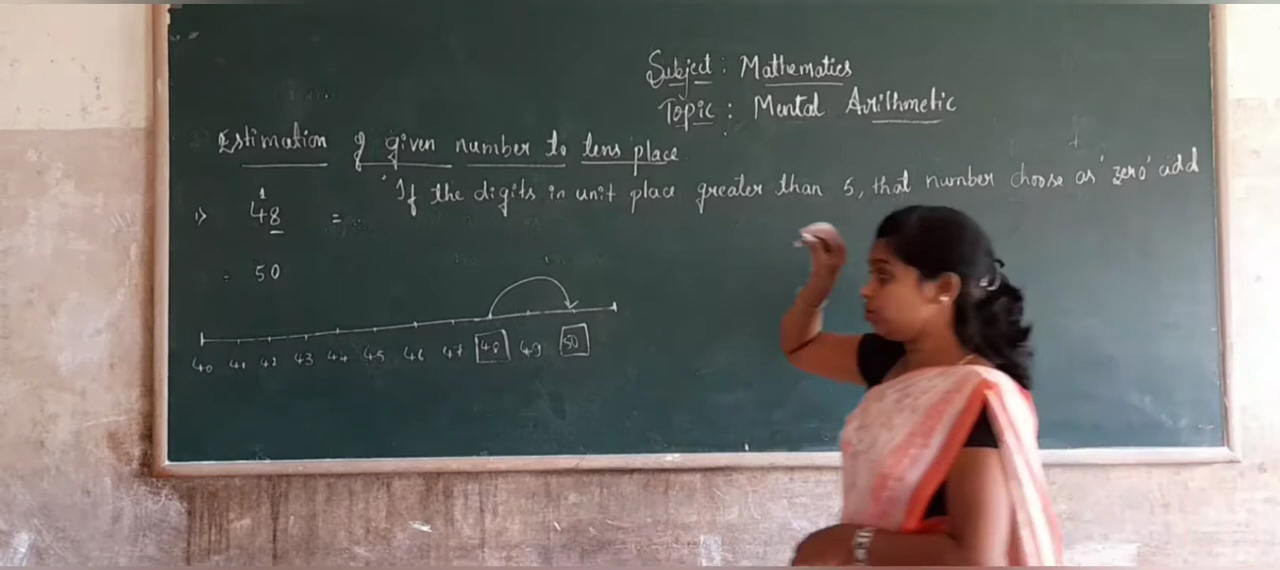 Subject : Mathematics
Topic : Mental Arithmetic
Estimation of given number to tens place
'If the digits in unit place greater than 5, that number choose as 'zero' add
1
1) 48 =
= 50
40 41 42 43 44 45 46 47 48 49 50